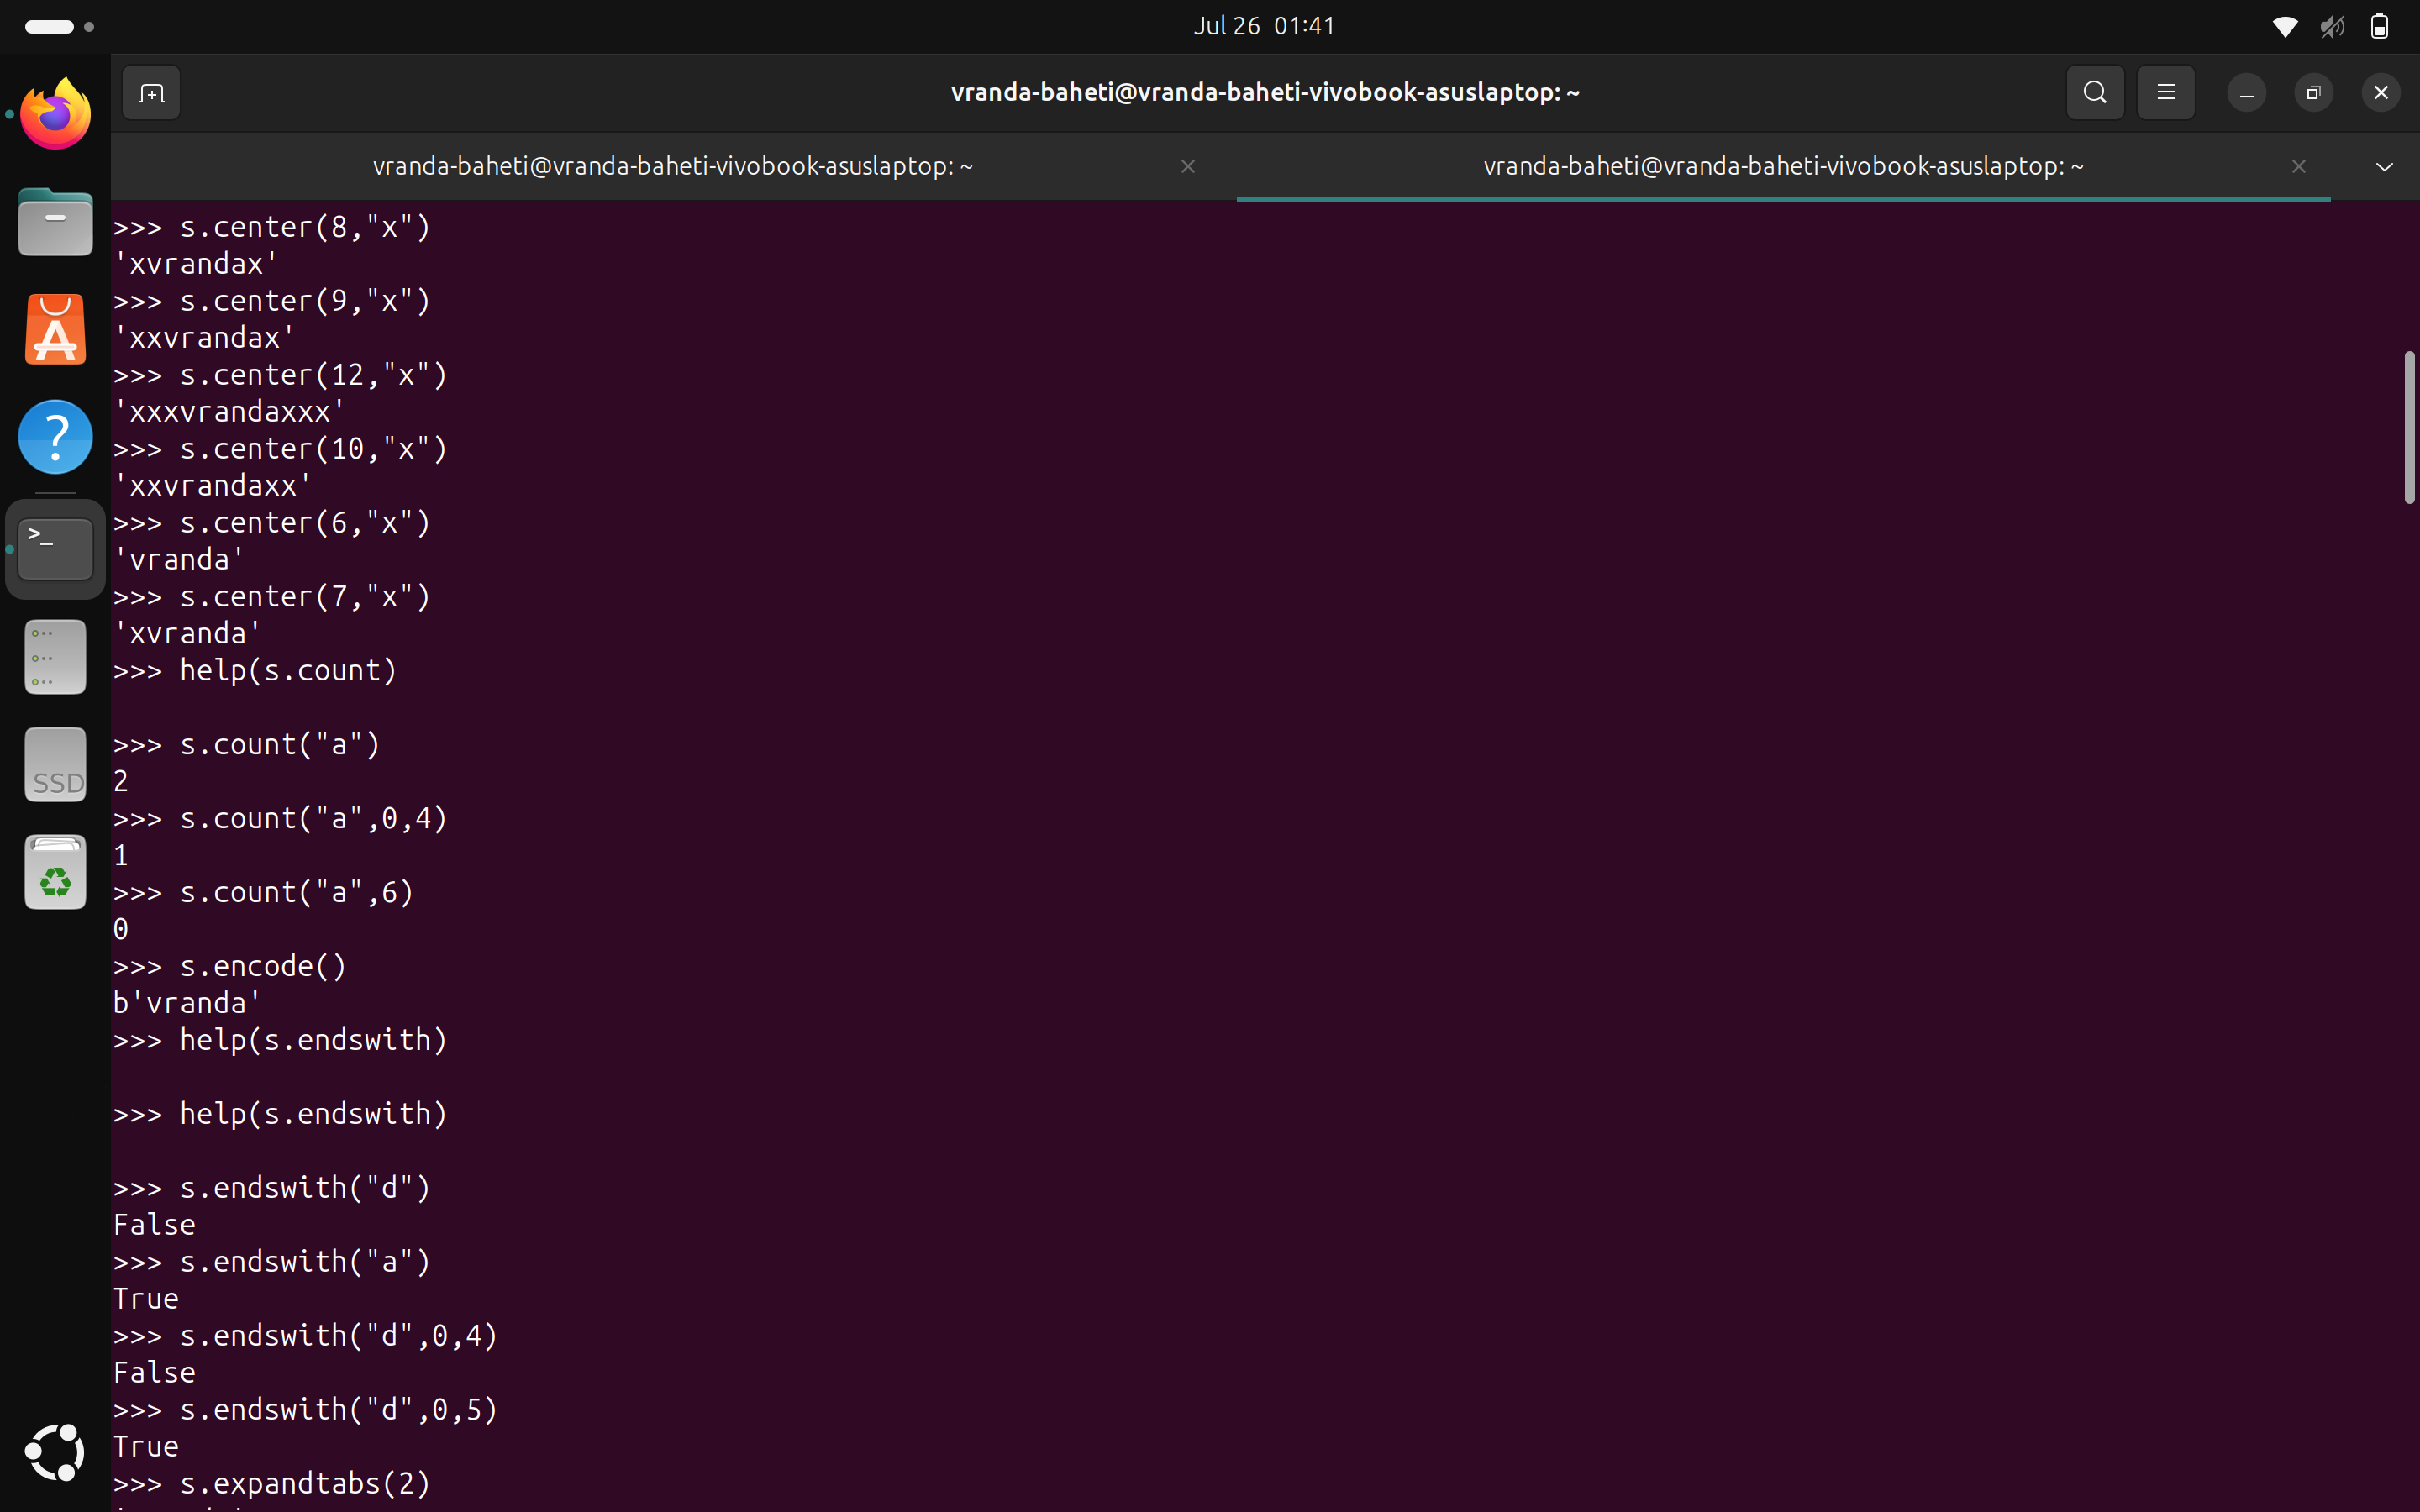 Jul 26 01:41
vranda-baheti@vranda-baheti-vivobook-asuslaptop: ~
vranda-baheti@vranda-baheti-vivobook-asuslaptop: ~
vranda-baheti@vranda-baheti-vivobook-asuslaptop: ~
>>> s.center(8,"x")
'xvrandax'
>>> s.center(9,"x")
'xxvrandax'
>>> s.center(12,"x")
'xxxvrandaxxx'
>>> s.center(10,"x")
'xxvrandaxx'
>>> s.center(6,"x")
'vranda'
>>> s.center(7,"x")
'xvranda'
>>> help(s.count)
>>> s.count("a")
2
>>> s.count("a",0,4)
1
>>> s.count("a",6)
0
>>> s.encode()
b'vranda'
>>> help(s.endswith)
>>> help(s.endswith)
>>> s.endswith("d")
False
>>> s.endswith("a")
True
>>> s.endswith("d",0,4)
False
>>> s.endswith("d",0,5)
True
>>> s.expandtabs(2)
SSD